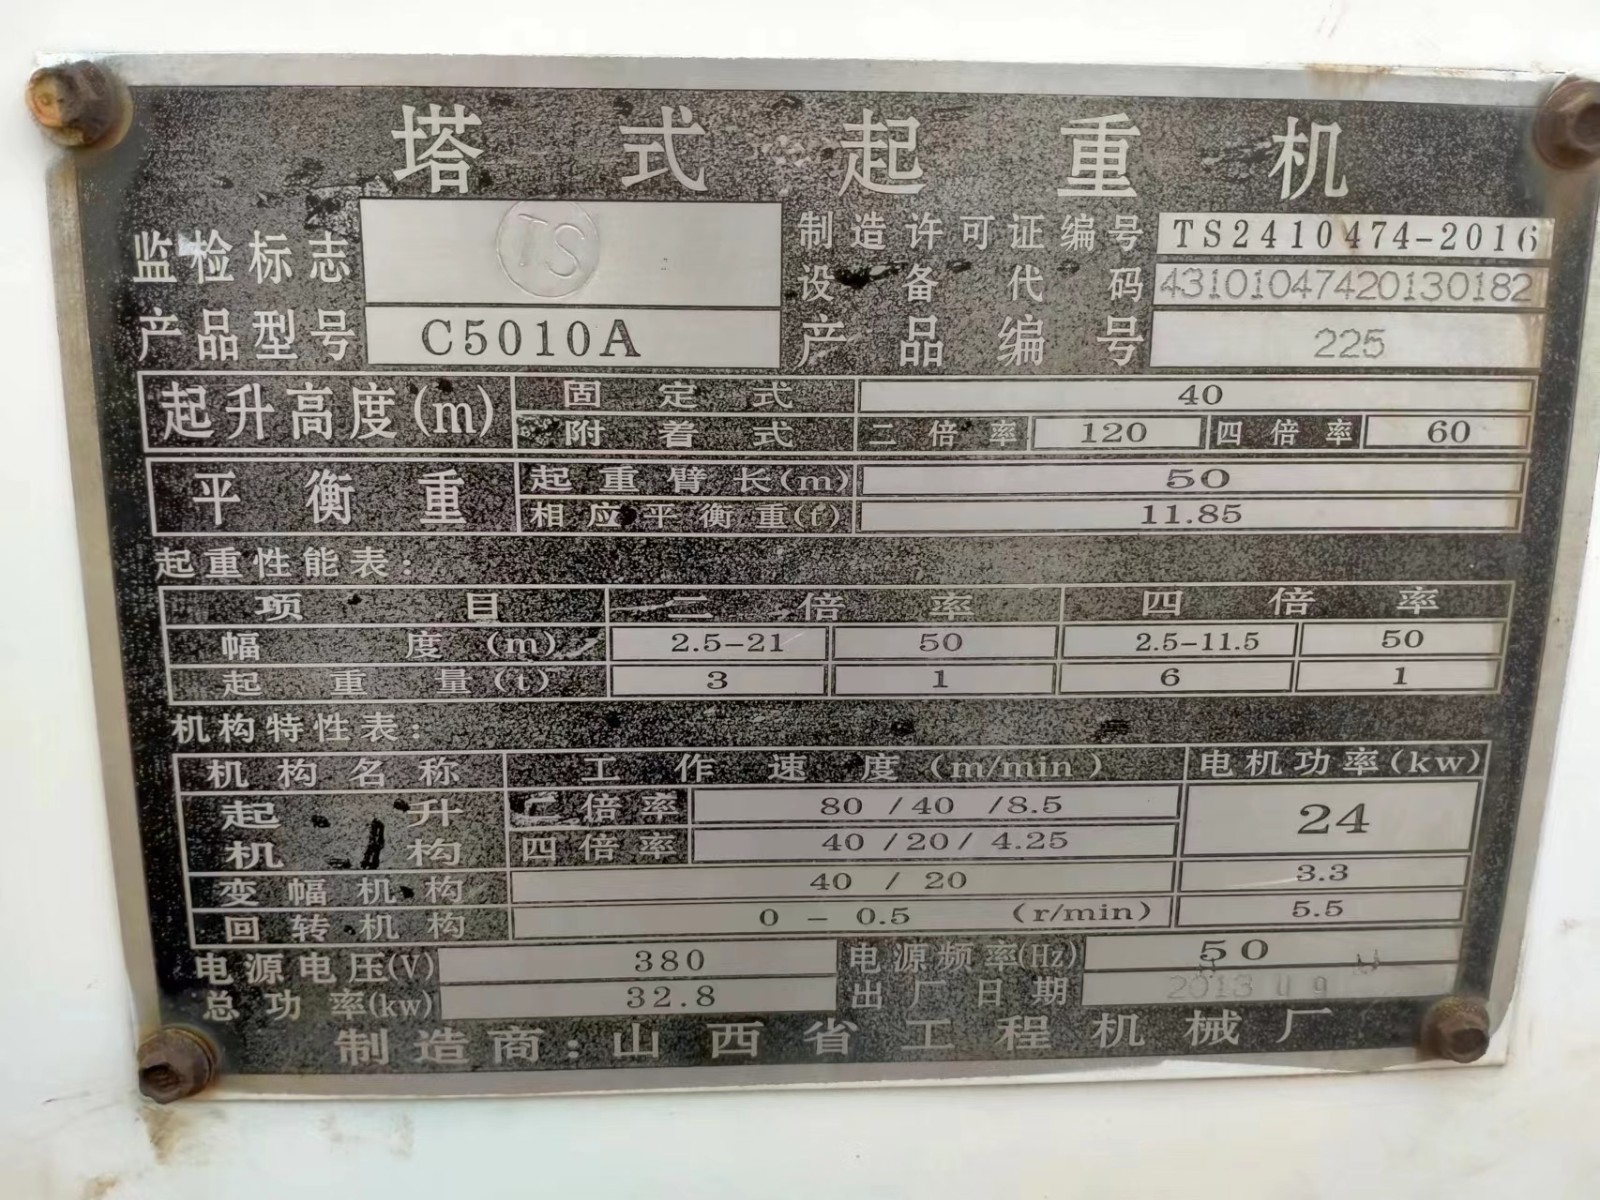 塔式起重机
监检标志 TS 制造许可证编号 TS2410474-2016
设备代码 43101047420130182
产品型号 C5010A 产品编号 225
起升高度(m) 固定式 40
附着式 二倍率 120 四倍率 60
平衡重 起重臂长(m) 50
相应平衡重(t) 11.85
起重性能表:
项目 二倍率 四倍率
幅度(m) 2.5-21 50 2.5-11.5 50
起重量(t) 3 1 6 1
机构特性表:
机构名称 工作速度(m/min) 电机功率(kw)
起升机构 二倍率 80/40/8.5 24
四倍率 40/20/4.25
变幅机构 40/20 3.3
回转机构 0-0.5 (r/min) 5.5
电源电压(V) 380 电源频率(Hz) 50
总功率(kw) 32.8 出厂日期 2013
制造商:山西省工程机械厂